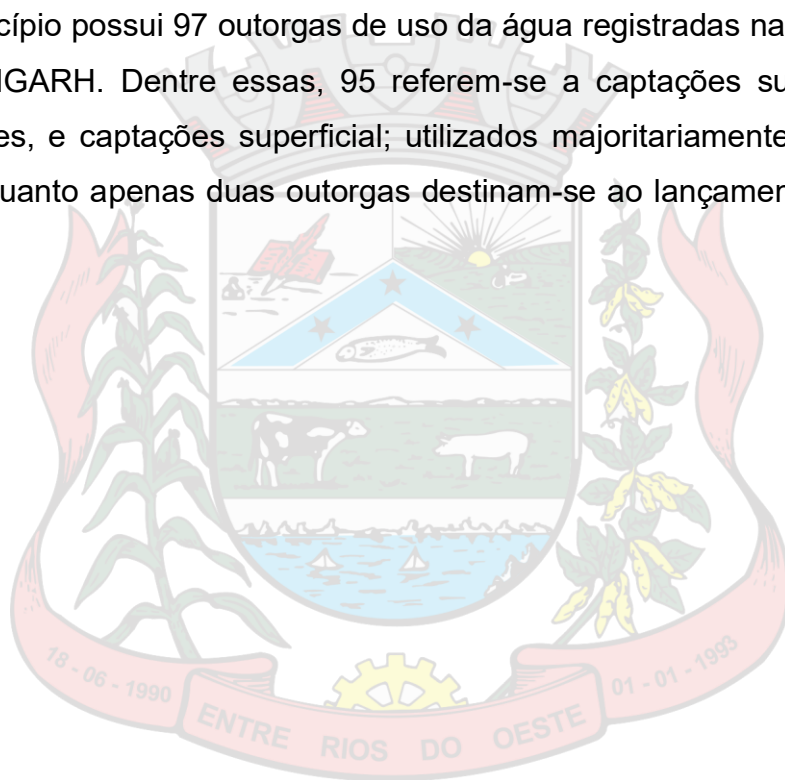 cípio possui 97 outorgas de uso da água registradas na
IGARH. Dentre essas, 95 referem-se a captações su
es, e captações superficial; utilizados majoritariamente
uanto apenas duas outorgas destinam-se ao lançamen
18 - 06 - 1990
ENTRE RIOS DO OESTE
01 - 01 - 1993